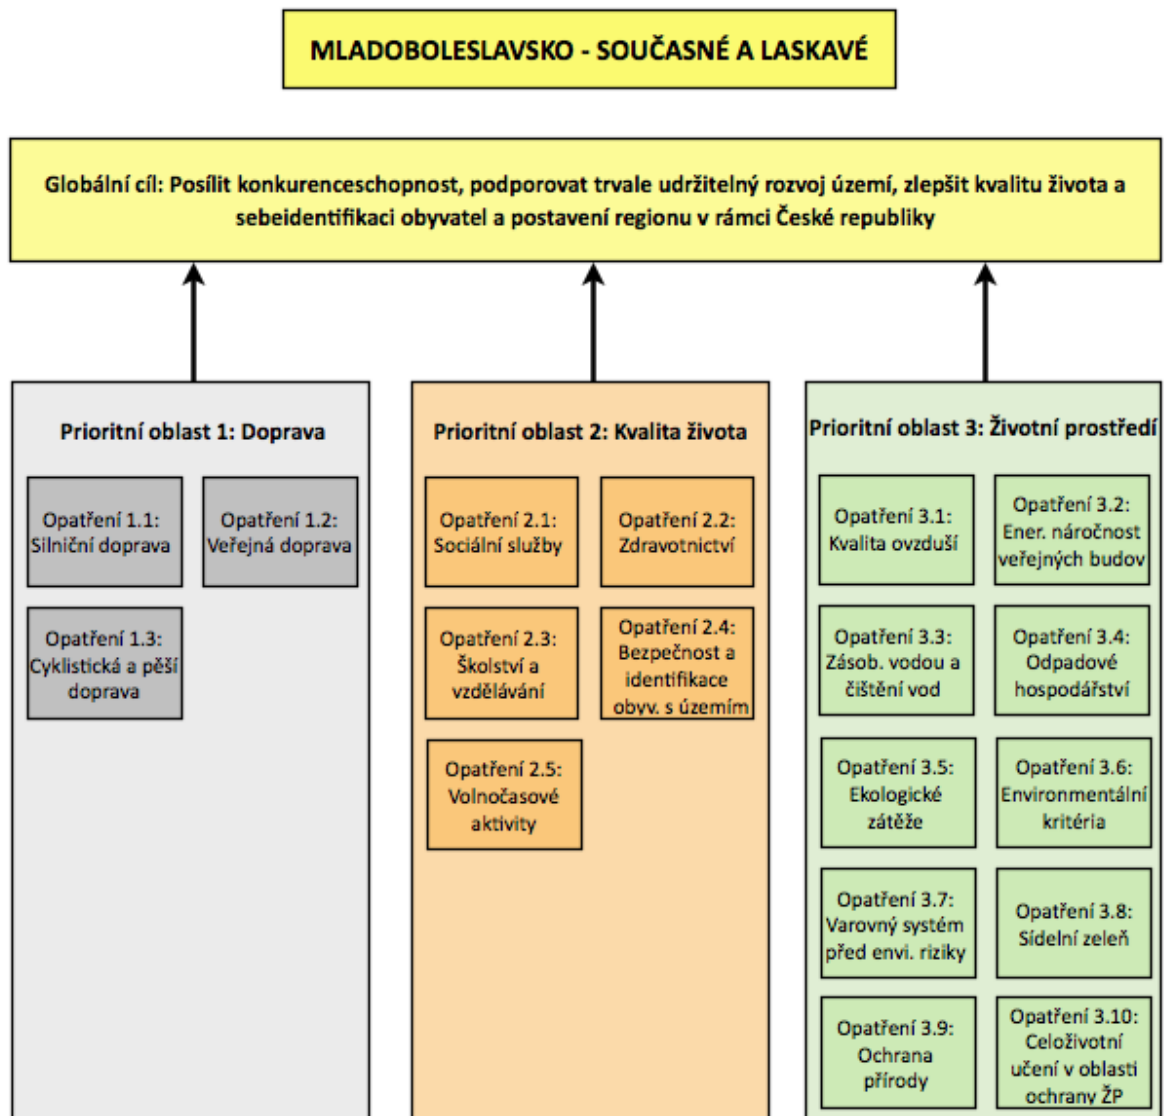 MLADOBOLESLAVSKO - SOUČASNÉ A LASKAVÉ
Globální cíl: Posílit konkurenceschopnost, podporovat trvale udržitelný rozvoj území, zlepšit kvalitu života a
sebeidentifikaci obyvatel a postavení regionu v rámci České republiky
Prioritní oblast 1: Doprava
Opatření 1.1:
Silniční doprava
Opatření 1.2:
Veřejná doprava
Opatření 1.3:
Cyklistická a pěší
doprava
Prioritní oblast 2: Kvalita života
Opatření 2.1:
Sociální služby
Opatření 2.2:
Zdravotnictví
Opatření 2.3:
Školství a
vzdělávání
Opatření 2.4:
Bezpečnost a
identifikace
obyv. s územím
Opatření 2.5:
Volnočasové
aktivity
Prioritní oblast 3: Životní prostředí
Opatření 3.1:
Kvalita ovzduší
Opatření 3.2:
Ener. náročnost
veřejných budov
Opatření 3.3:
Zásob. vodou a
čištění vod
Opatření 3.4:
Odpadové
hospodářství
Opatření 3.5:
Ekologické
zátěže
Opatření 3.6:
Environmentální
kritéria
Opatření 3.7:
Varovný systém
před envi. riziky
Opatření 3.8:
Sídelní zeleň
Opatření 3.9:
Ochrana
přírody
Opatření 3.10:
Celoživotní
učení v oblasti
ochrany ŽP